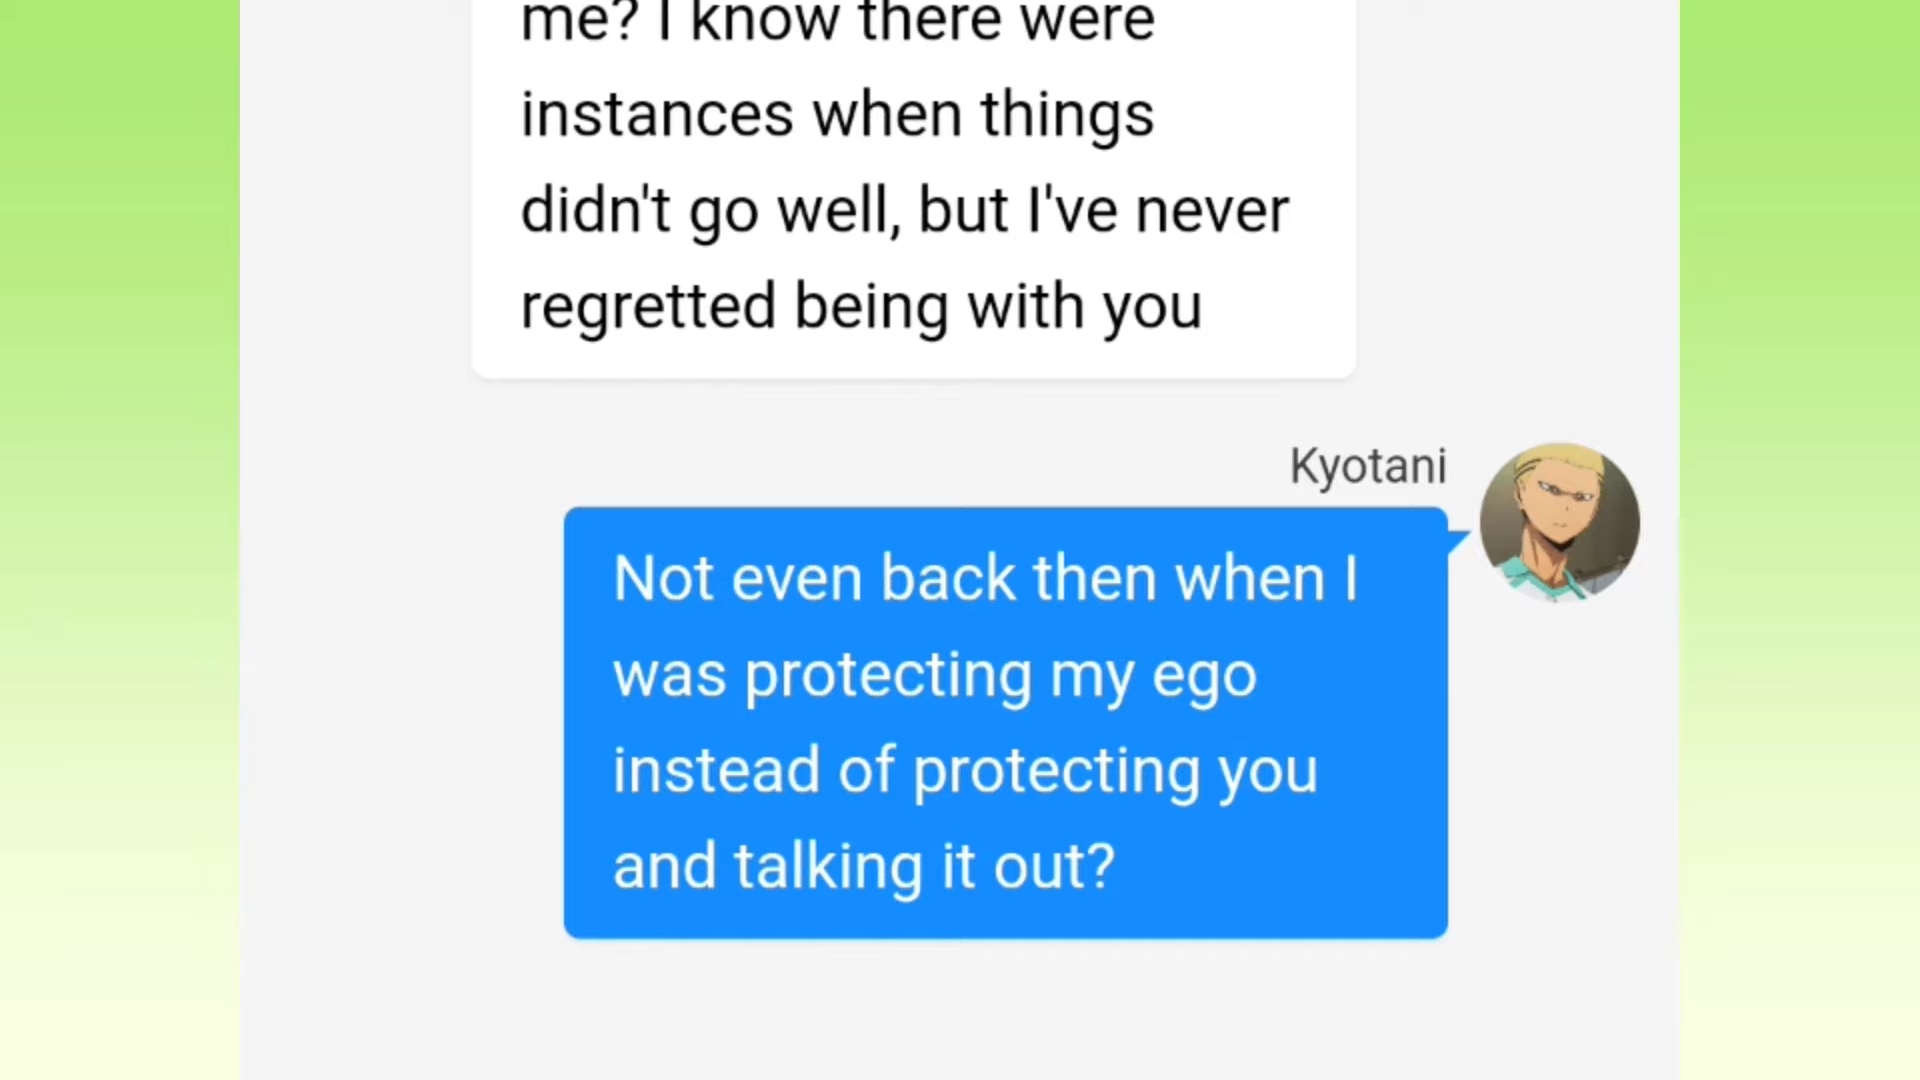 me? I know there were
instances when things
didn't go well, but I've never
regretted being with you
Kyotani
Not even back then when I
was protecting my ego
instead of protecting you
and talking it out?